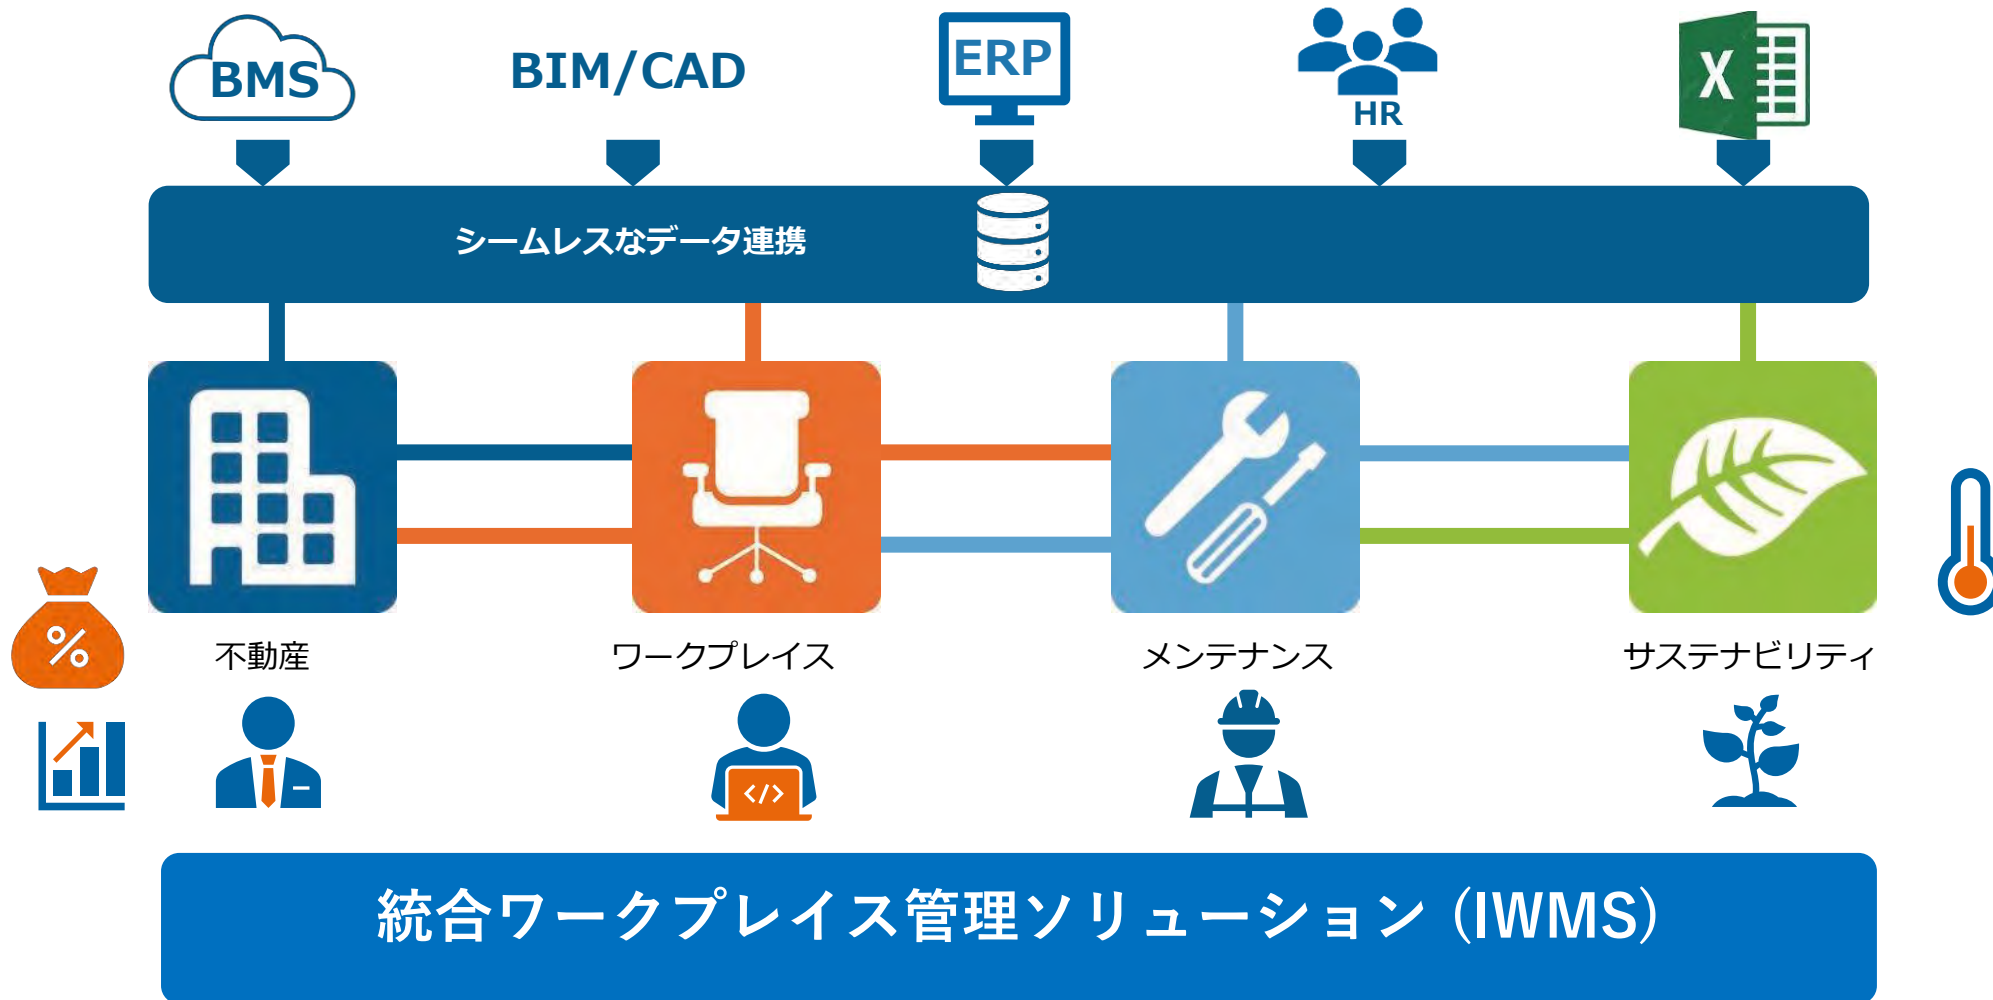 BMS
BIM/CAD
ERP
HR
X
シームレスなデータ連携
%
不動産
ワークプレイス
メンテナンス
サステナビリティ
</>
統合ワークプレイス管理ソリューション (IWMS)